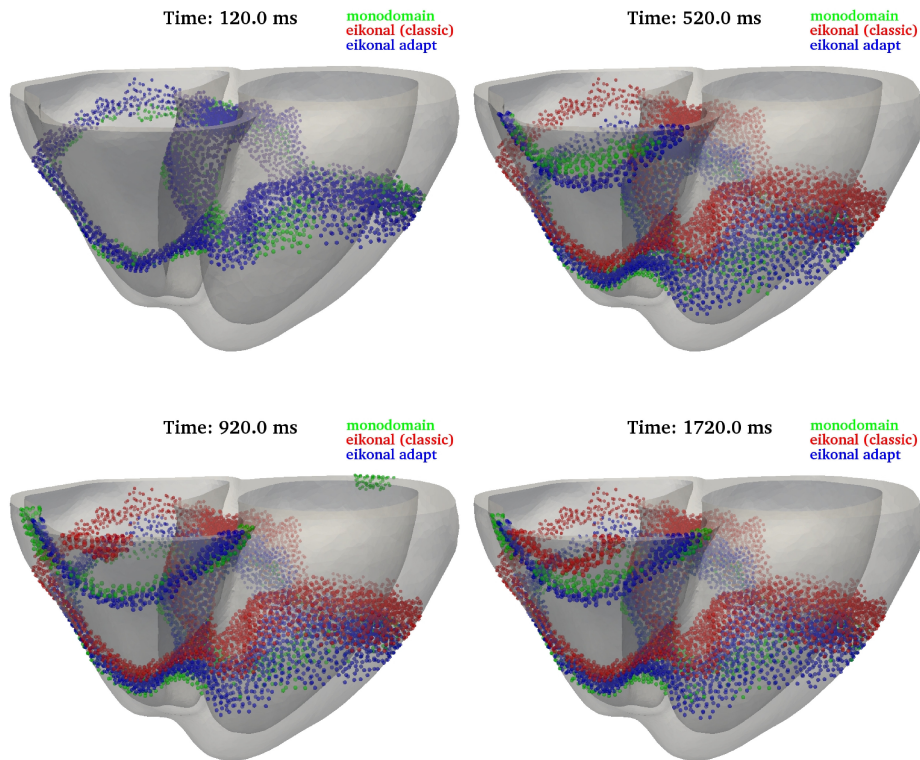 Time: 120.0 ms
monodomain
eikonal (classic)
eikonal adapt
Time: 520.0 ms
monodomain
eikonal (classic)
eikonal adapt
Time: 920.0 ms
monodomain
eikonal (classic)
eikonal adapt
Time: 1720.0 ms
monodomain
eikonal (classic)
eikonal adapt